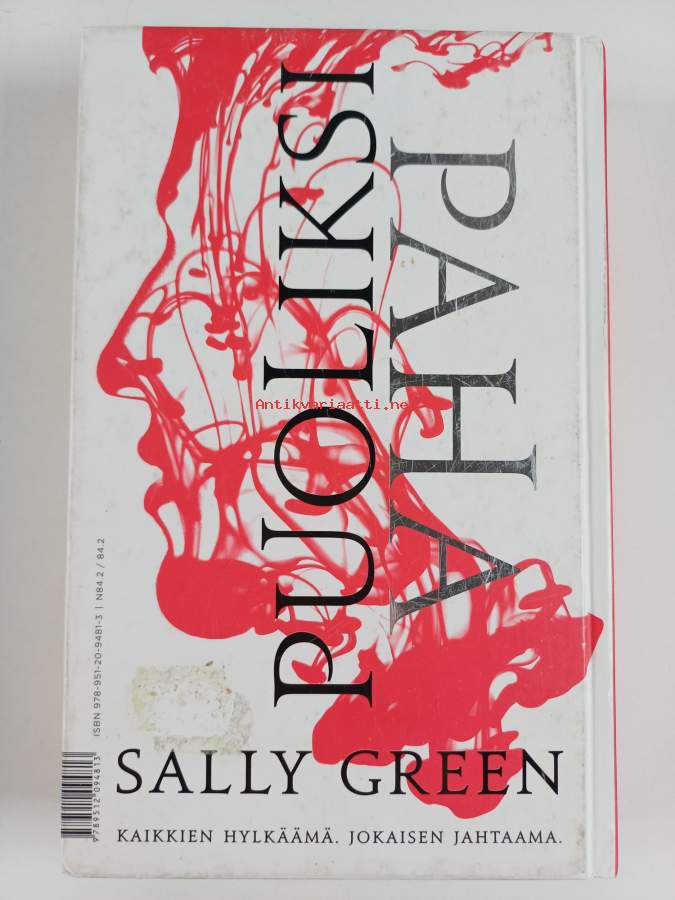 PUOLIKSI
PAHA
Antikvariaatti.net
SALLY GREEN
KAIKKIEN HYLKÄÄMÄ. JOKAISEN JAHTAAMA.
ISBN 978-951-20-9481-3 | N84.2 / 84.2
9789512094813